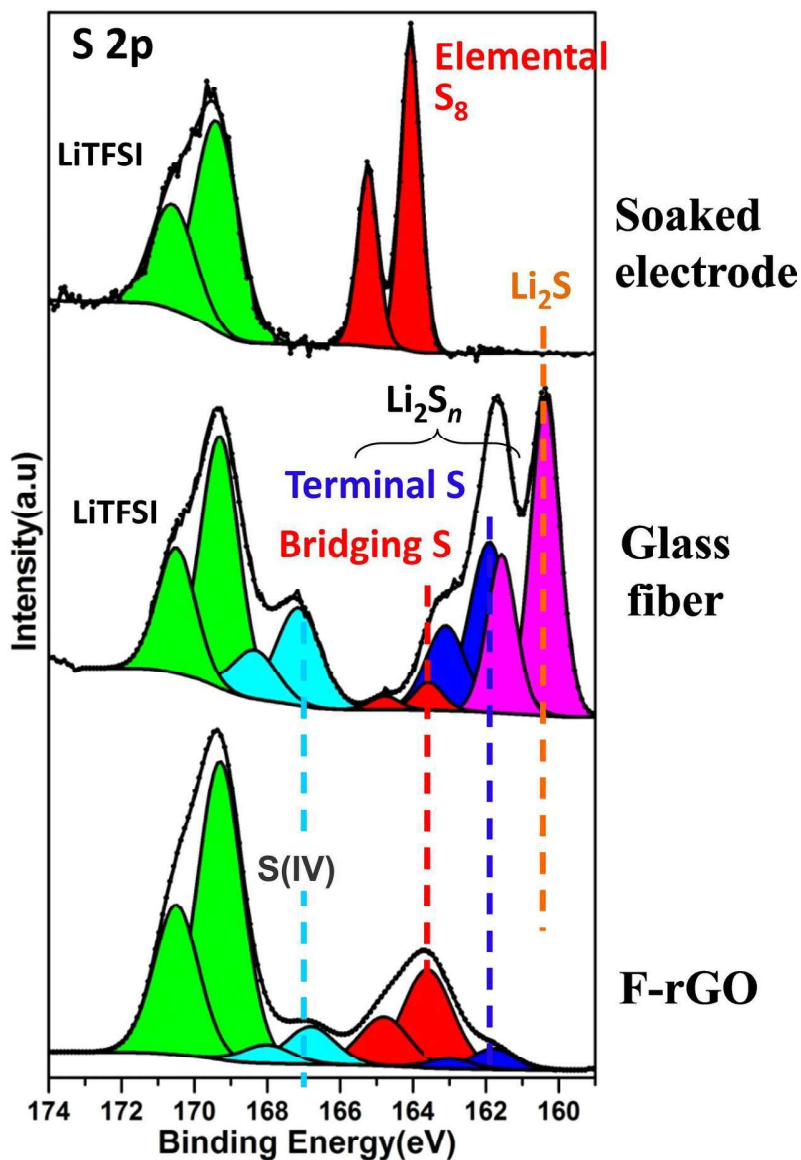 S 2p
Elemental
S₈
LiTFSI
Soaked
electrode
Li₂S
Li₂Sₙ
Terminal S
LiTFSI
Bridging S
Glass
fiber
S(IV)
F-rGO
Intensity(a.u)
174 172 170 168 166 164 162 160
Binding Energy(eV)